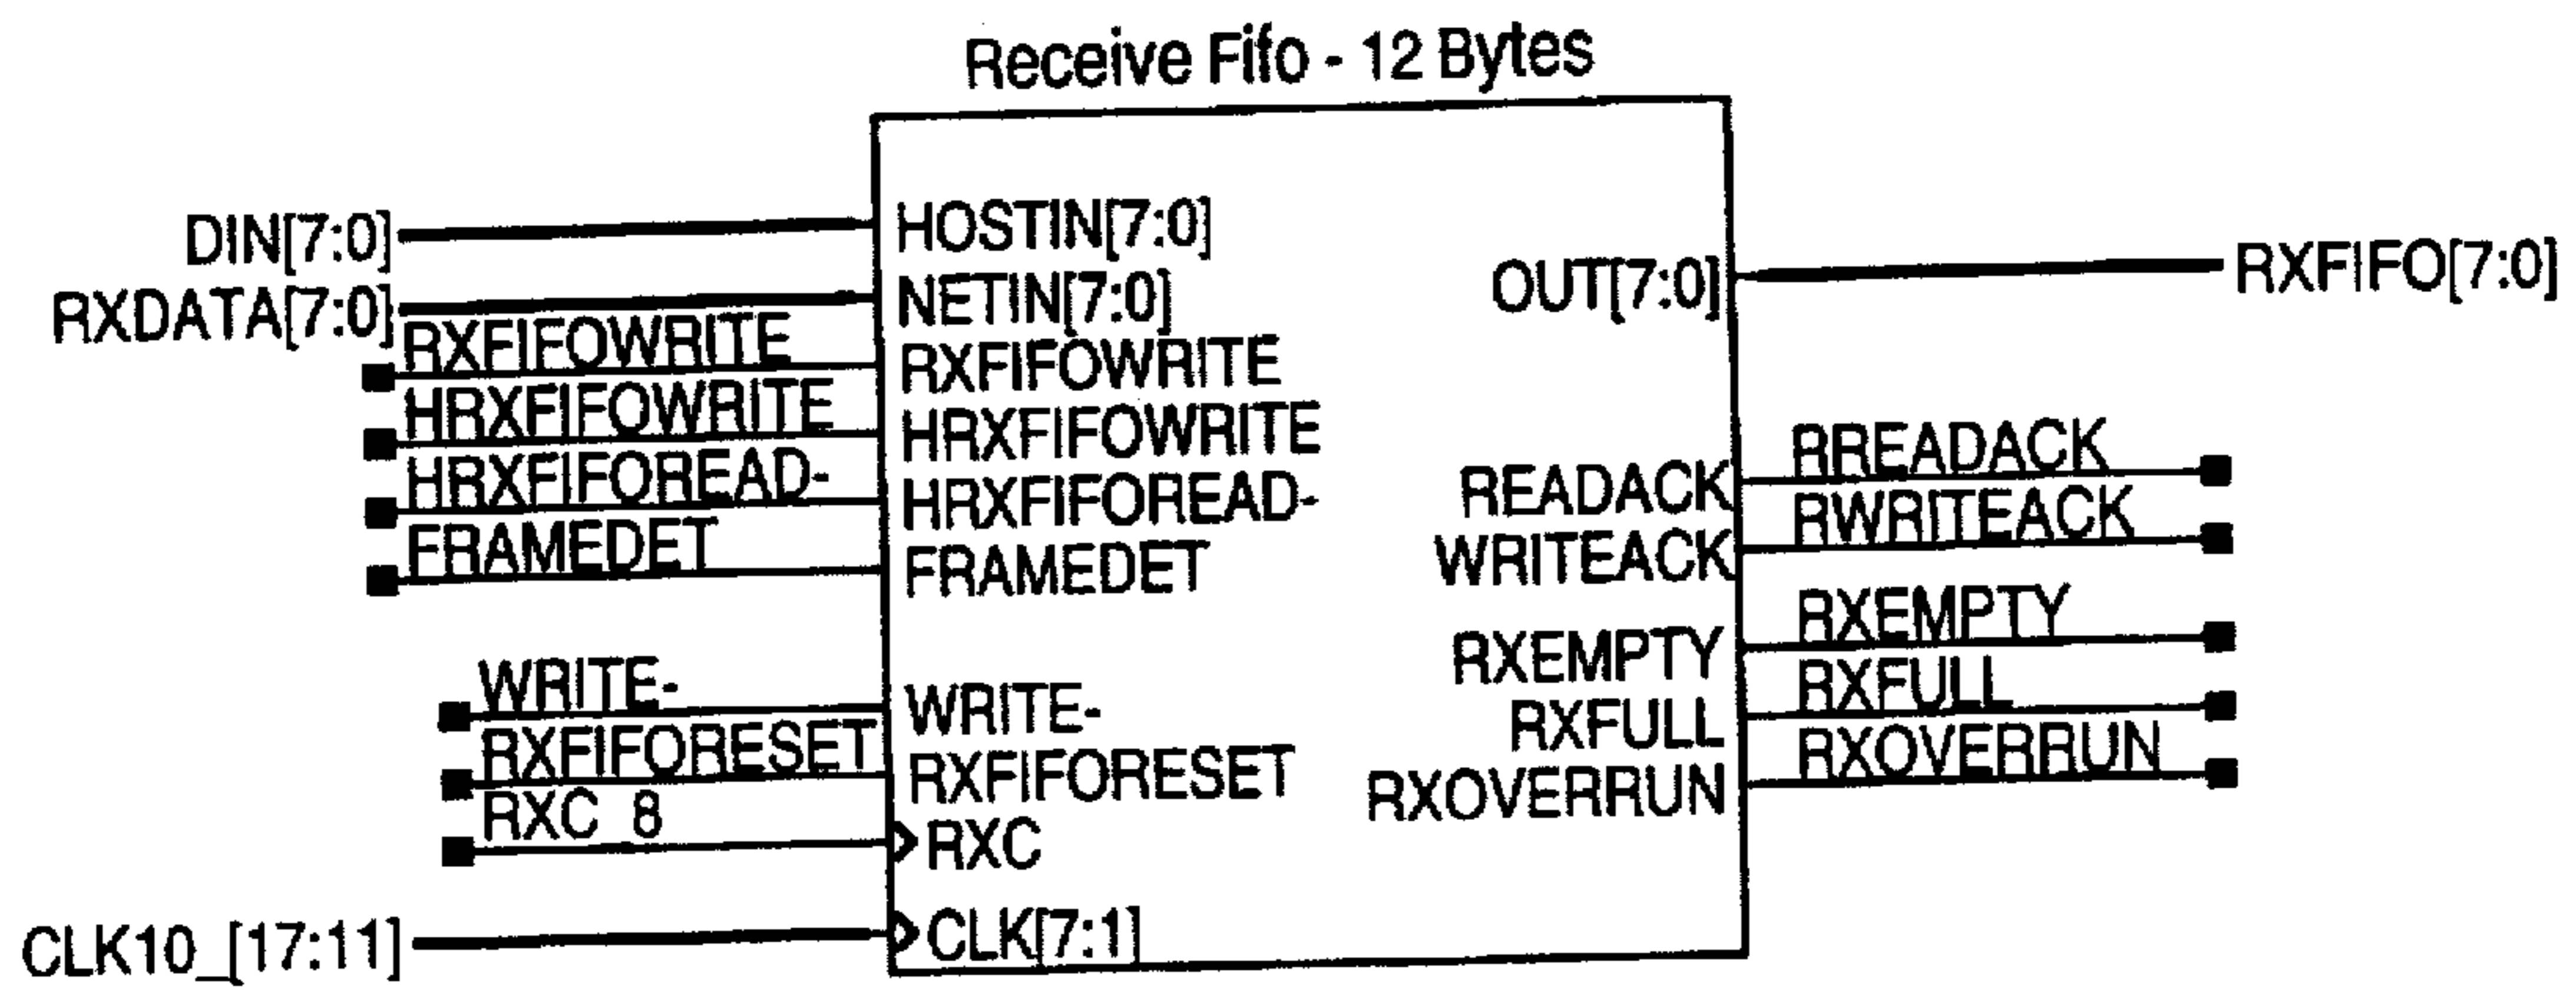 Receive Fifo - 12 Bytes
DIN[7:0]
HOSTIN[7:0]
RXDATA[7:0]
NETIN[7:0]
OUT[7:0]
RXFIFO[7:0]
RXFIFOWRITE
RXFIFOWRITE
HRXFIFOWRITE
HRXFIFOWRITE
HRXFIFOREAD-
HRXFIFOREAD-
READACK
RREADACK
FRAMEDET
FRAMEDET
WRITEACK
RWRITEACK
RXEMPTY
RXEMPTY
WRITE-
WRITE-
RXFULL
RXFULL
RXFIFORESET
RXFIFORESET
RXOVERRUN
RXOVERRUN
RXC_8
RXC
CLK10_[17:11]
CLK[7:1]